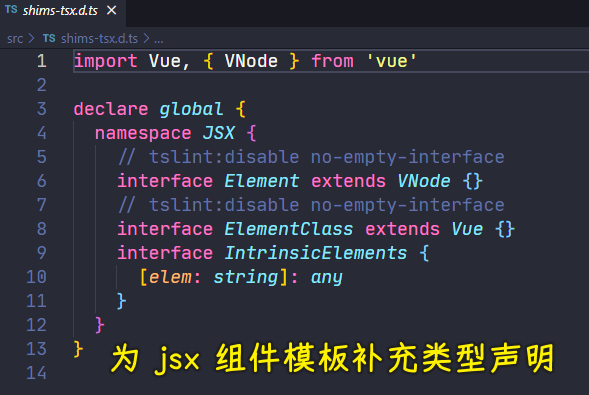 TS shims-tsx.d.ts ×
src > TS shims-tsx.d.ts > ...
1 import Vue, { VNode } from 'vue'
2
3 declare global {
4   namespace JSX {
5     // tslint:disable no-empty-interface
6     interface Element extends VNode {}
7     // tslint:disable no-empty-interface
8     interface ElementClass extends Vue {}
9     interface IntrinsicElements {
10       [elem: string]: any
11     }
12   }
13 }
14
为 jsx 组件模板补充类型声明